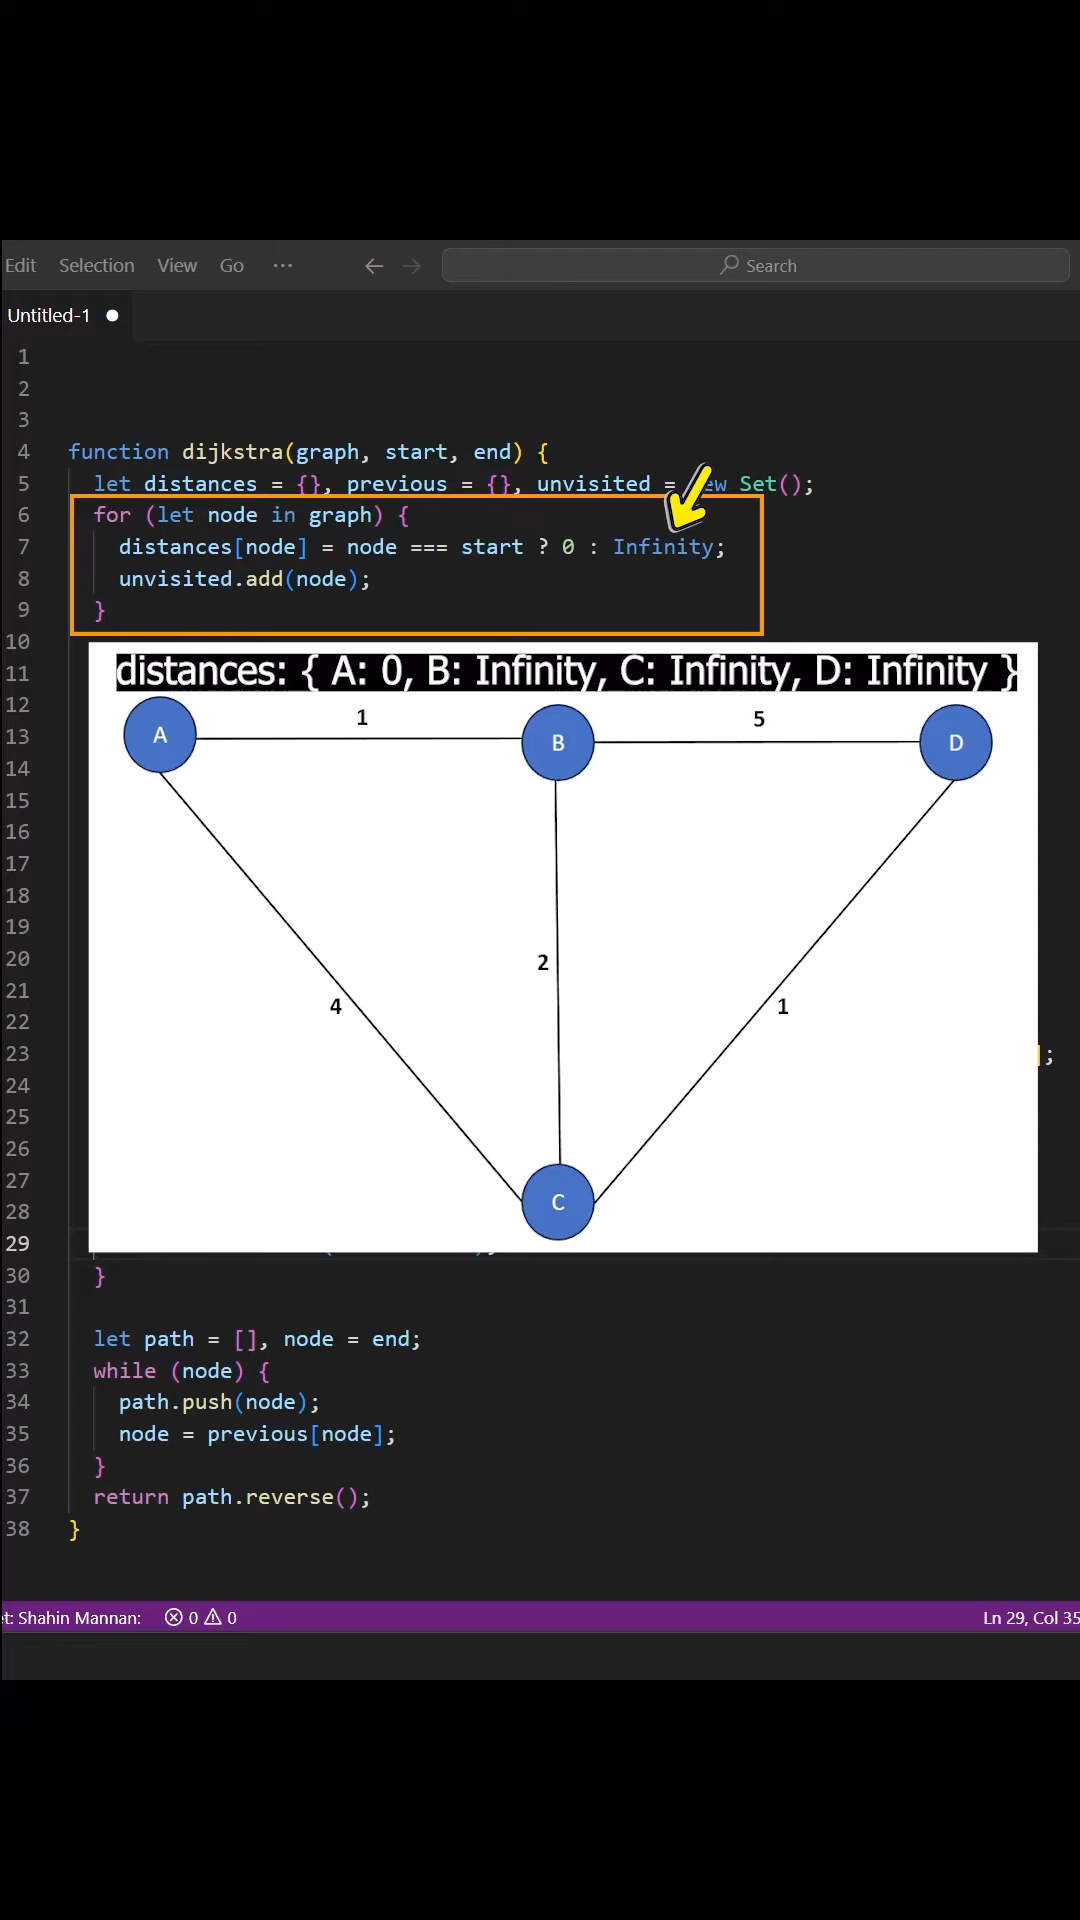 Edit Selection View Go ··· ← → Search
Untitled-1 ●
1
2
3
4 function dijkstra(graph, start, end) {
5 let distances = {}, previous = {}, unvisited = Set();
6 for (let node in graph) {
7 distances[node] = node === start ? 0 : Infinity;
8 unvisited.add(node);
9 }
10
11 distances: { A: 0, B: Infinity, C: Infinity, D: Infinity }
12 1 5
13 A B D
14
15
16
17
18
19
20 2
21
22 4 1
23 ];
24
25
26
27
28 C
29
30 }
31
32 let path = [], node = end;
33 while (node) {
34 path.push(node);
35 node = previous[node];
36 }
37 return path.reverse();
38 }
t: Shahin Mannan: 0 0 Ln 29, Col 35